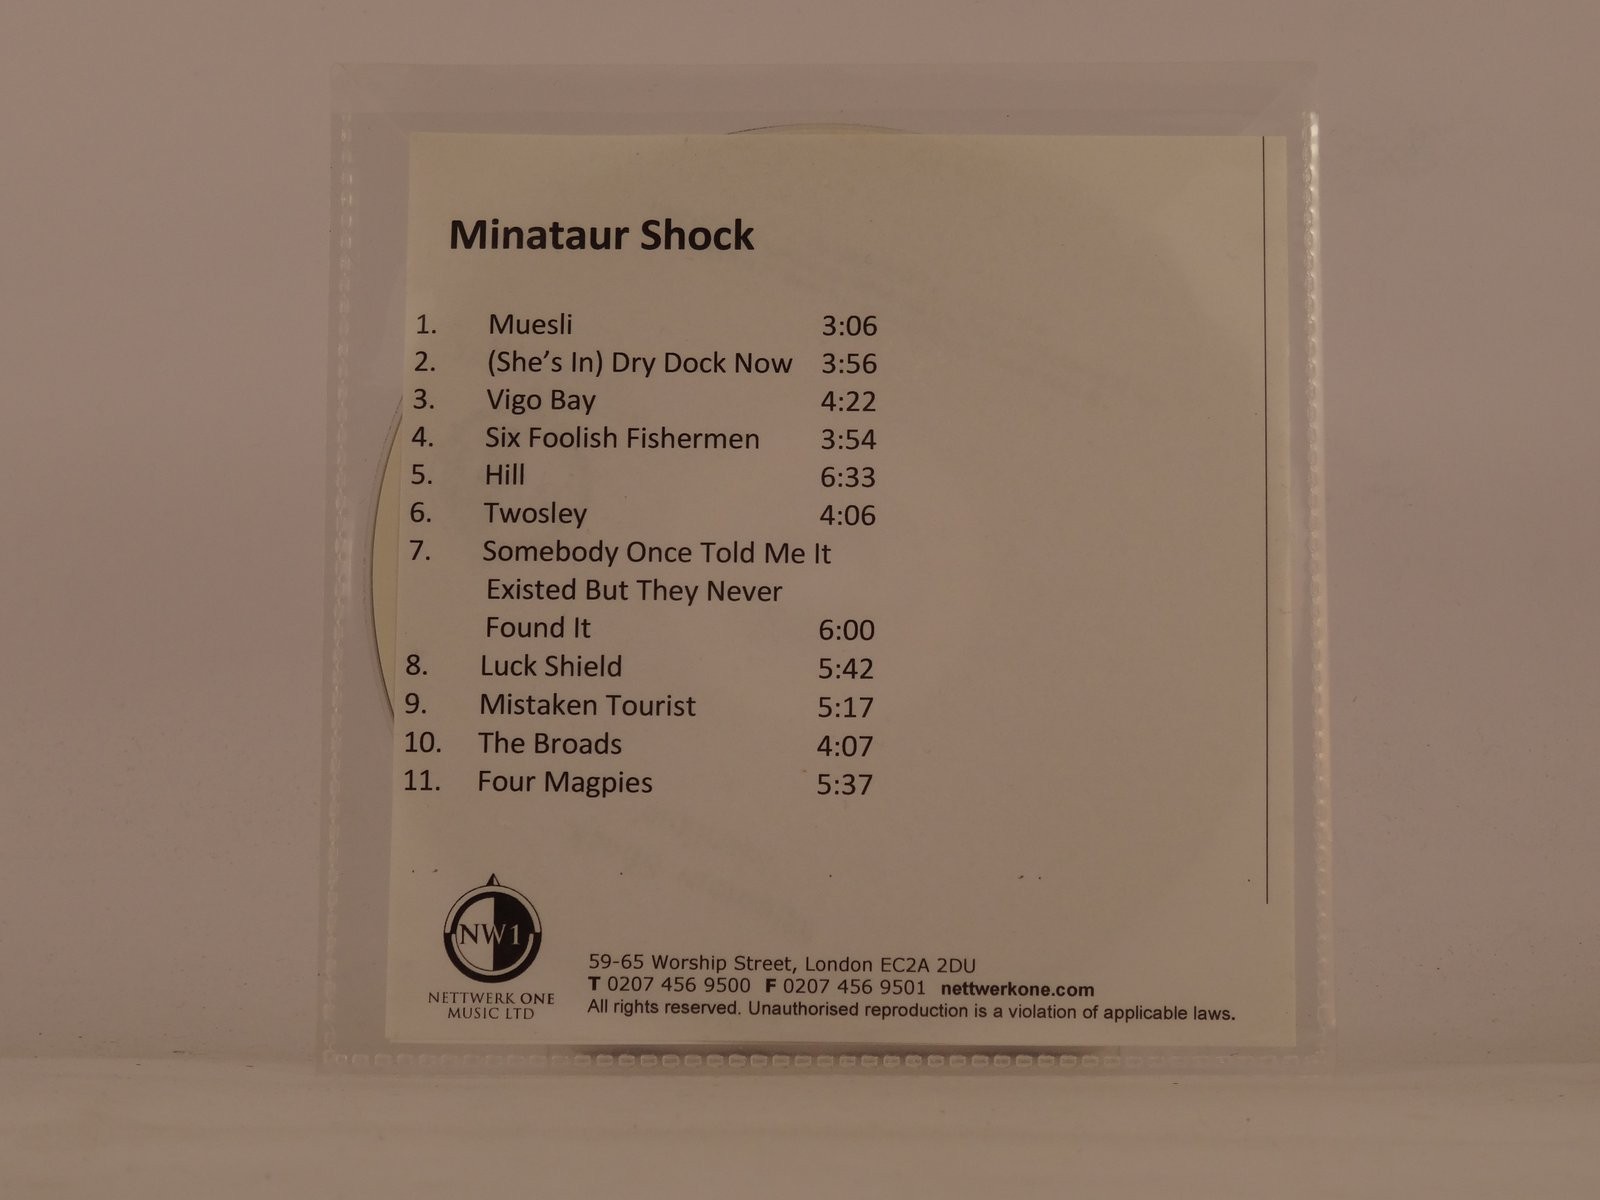 Minataur Shock
1. Muesli 3:06
2. (She's In) Dry Dock Now 3:56
3. Vigo Bay 4:22
4. Six Foolish Fishermen 3:54
5. Hill 6:33
6. Twosley 4:06
7. Somebody Once Told Me It
Existed But They Never
Found It 6:00
8. Luck Shield 5:42
9. Mistaken Tourist 5:17
10. The Broads 4:07
11. Four Magpies 5:37
NW1
NETTWERK ONE
MUSIC LTD
59-65 Worship Street, London EC2A 2DU
T 0207 456 9500 F 0207 456 9501 nettwerkone.com
All rights reserved. Unauthorised reproduction is a violation of applicable laws.